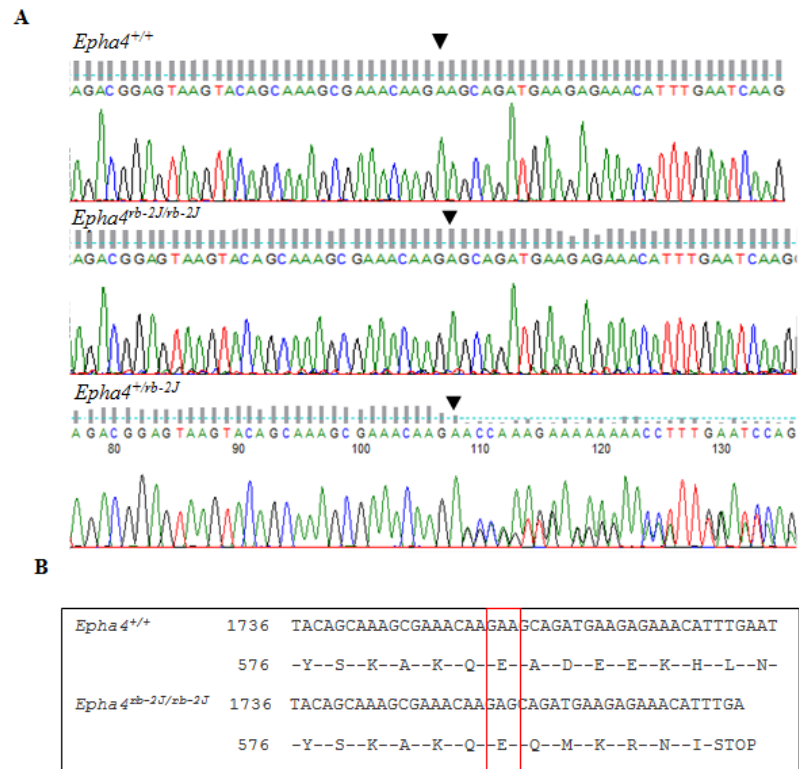 A
Epha4+/+
AGACGGAGTAAGTACAGCAAAGCGAAACAAGAAGCAGATGAAGAGAAACATTTGAATCAAG
Epha4rb-2J/rb-2J
AGACGGAGTAAGTACAGCAAAGCGAAACAAGAGCAGATGAAGAGAAACATTTGAATCAAG
Epha4+/rb-2J
AGACGGAGTAAGTACAGCAAAGCGAAACAAGAACCAAAGAAAAAAAAACCTTTGAATCCAG
80 90 100 110 120 130
B
Epha4+/+ 1736 TACAGCAAAGCGAAACAAGAAGCAGATGAAGAGAAACATTTGAAT
576 -Y--S--K--A--K--Q--E--A--D--E--E--K--H--L--N-
Epha4rb-2J/rb-2J 1736 TACAGCAAAGCGAAACAAGAGCAGATGAAGAGAAACATTTGA
576 -Y--S--K--A--K--Q--E--Q--M--K--R--N--I-STOP